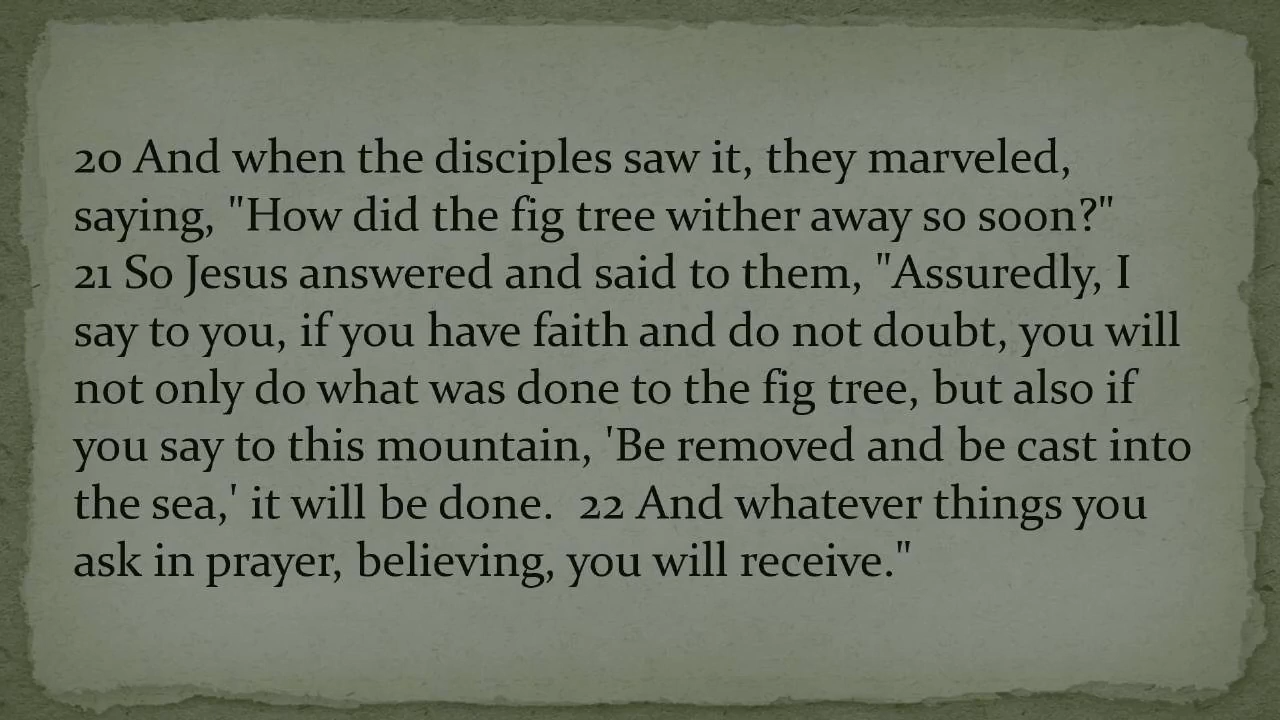 20 And when the disciples saw it, they marveled,
saying, "How did the fig tree wither away so soon?"
21 So Jesus answered and said to them, "Assuredly, I
say to you, if you have faith and do not doubt, you will
not only do what was done to the fig tree, but also if
you say to this mountain, 'Be removed and be cast into
the sea,' it will be done.  22 And whatever things you
ask in prayer, believing, you will receive."